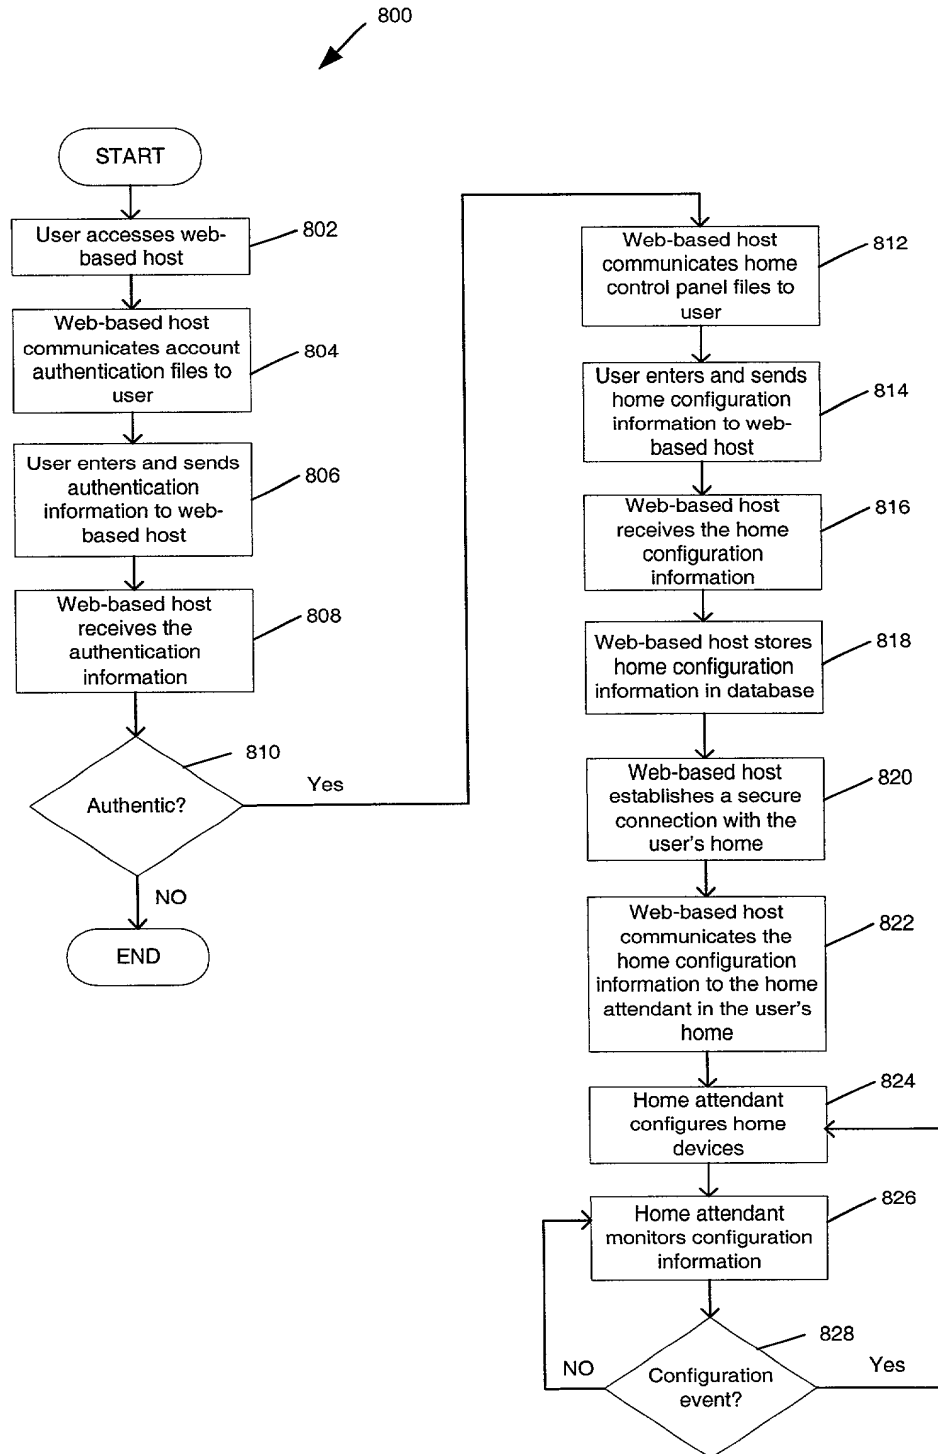 800
START
User accesses web-
based host
802
Web-based host
communicates account
authentication files to
user
804
User enters and sends
authentication
information to web-
based host
806
Web-based host
receives the
authentication
information
808
810
Authentic?
Yes
NO
END
Web-based host
communicates home
control panel files to
user
812
User enters and sends
home configuration
information to web-
based host
814
Web-based host
receives the home
configuration
information
816
Web-based host stores
home configuration
information in database
818
Web-based host
establishes a secure
connection with the
user's home
820
Web-based host
communicates the
home configuration
information to the home
attendant in the user's
home
822
Home attendant
configures home
devices
824
Home attendant
monitors configuration
information
826
828
Configuration
event?
NO
Yes